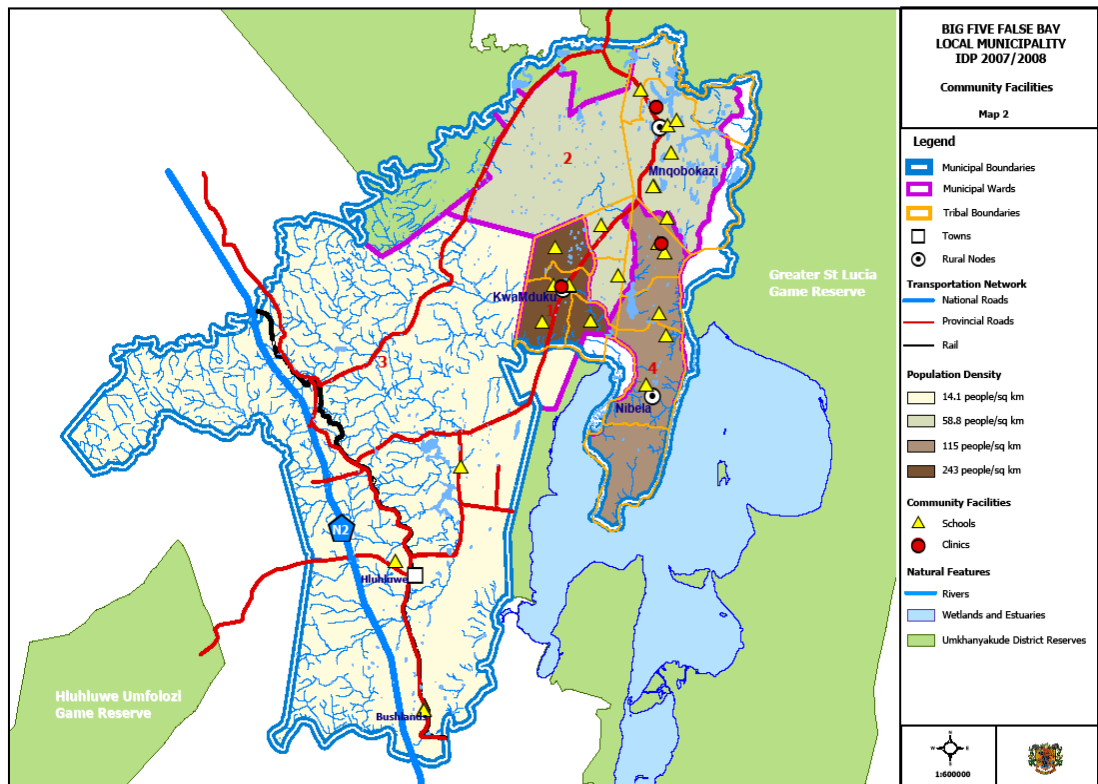 BIG FIVE FALSE BAY
LOCAL MUNICIPALITY
IDP 2007/2008
Community Facilities
Map 2
Legend
Municipal Boundaries
Municipal Wards
Tribal Boundaries
Towns
Rural Nodes
Transportation Network
National Roads
Provincial Roads
Rail
Population Density
14.1 people/sq km
58.8 people/sq km
115 people/sq km
243 people/sq km
Community Facilities
Schools
Clinics
Natural Features
Rivers
Wetlands and Estuaries
Umkhanyakude District Reserves
N
W E
S
1:600000
2
Mnqobokazi
Greater St Lucia
Game Reserve
KwaMduku
1
3
4
Nibela
N2
Hluhluwe
Hluhluwe Umfolozi
Game Reserve
Bushlands